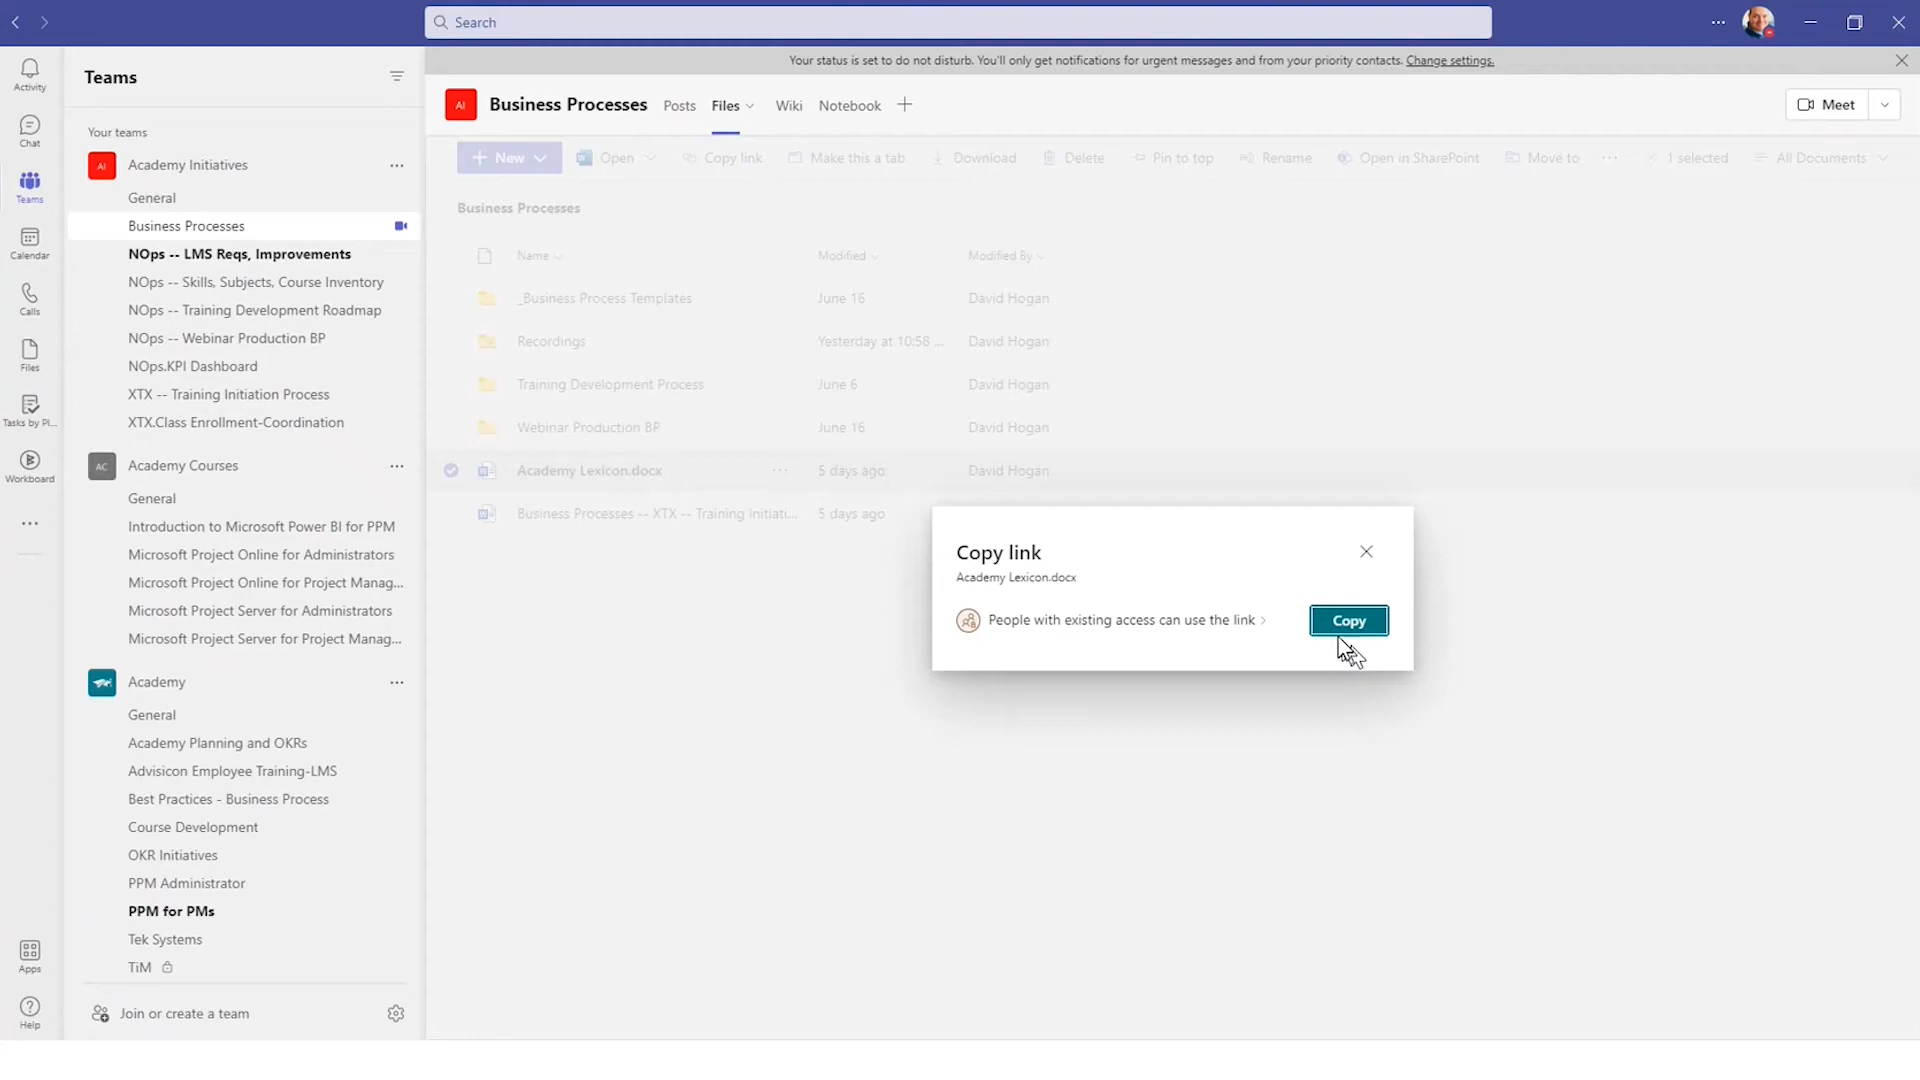 Search
Your status is set to do not disturb. You'll only get notifications for urgent messages and from your priority contacts. Change settings.
Activity
Chat
Teams
Calendar
Calls
Files
Tasks by Pl...
Workboard
Apps
Help
Teams
Your teams
AI Academy Initiatives
General
Business Processes
NOps -- LMS Reqs, Improvements
NOps -- Skills, Subjects, Course Inventory
NOps -- Training Development Roadmap
NOps -- Webinar Production BP
NOps.KPI Dashboard
XTX -- Training Initiation Process
XTX.Class Enrollment-Coordination
AC Academy Courses
General
Introduction to Microsoft Power BI for PPM
Microsoft Project Online for Administrators
Microsoft Project Online for Project Manag...
Microsoft Project Server for Administrators
Microsoft Project Server for Project Manag...
Academy
General
Academy Planning and OKRs
Advisicon Employee Training-LMS
Best Practices - Business Process
Course Development
OKR Initiatives
PPM Administrator
PPM for PMs
Tek Systems
TiM
Join or create a team
AI Business Processes Posts Files Wiki Notebook Meet
New Open Copy link Make this a tab Download Delete Pin to top Rename Open in SharePoint Move to 1 selected All Documents
Business Processes
Name Modified Modified By
_Business Process Templates June 16 David Hogan
Recordings Yesterday at 10:58 ... David Hogan
Training Development Process June 6 David Hogan
Webinar Production BP June 16 David Hogan
Academy Lexicon.docx 5 days ago David Hogan
Business Processes -- XTX -- Training Initiati... 5 days ago
Copy link
Academy Lexicon.docx
People with existing access can use the link Copy